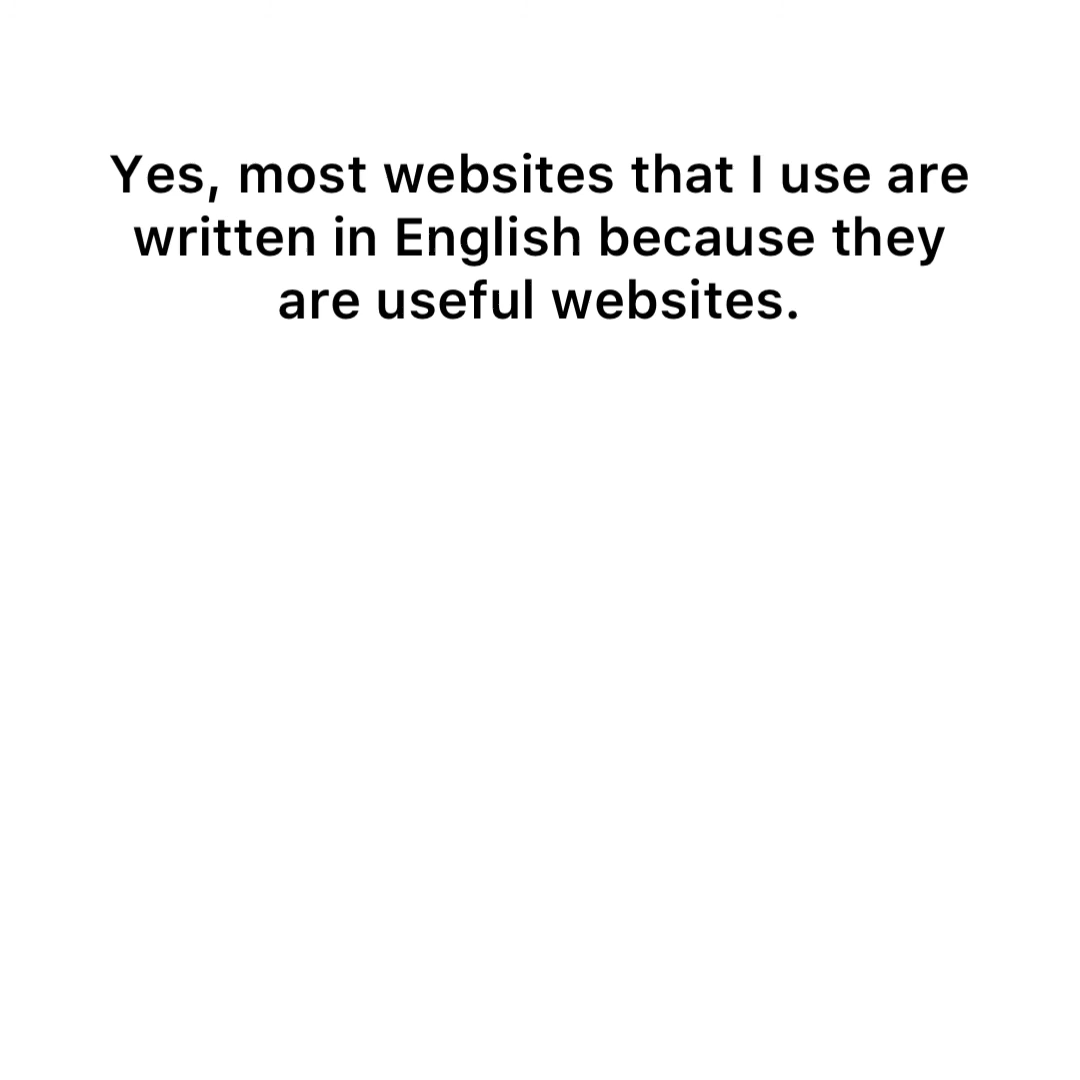 Yes, most websites that I use are
written in English because they
are useful websites.